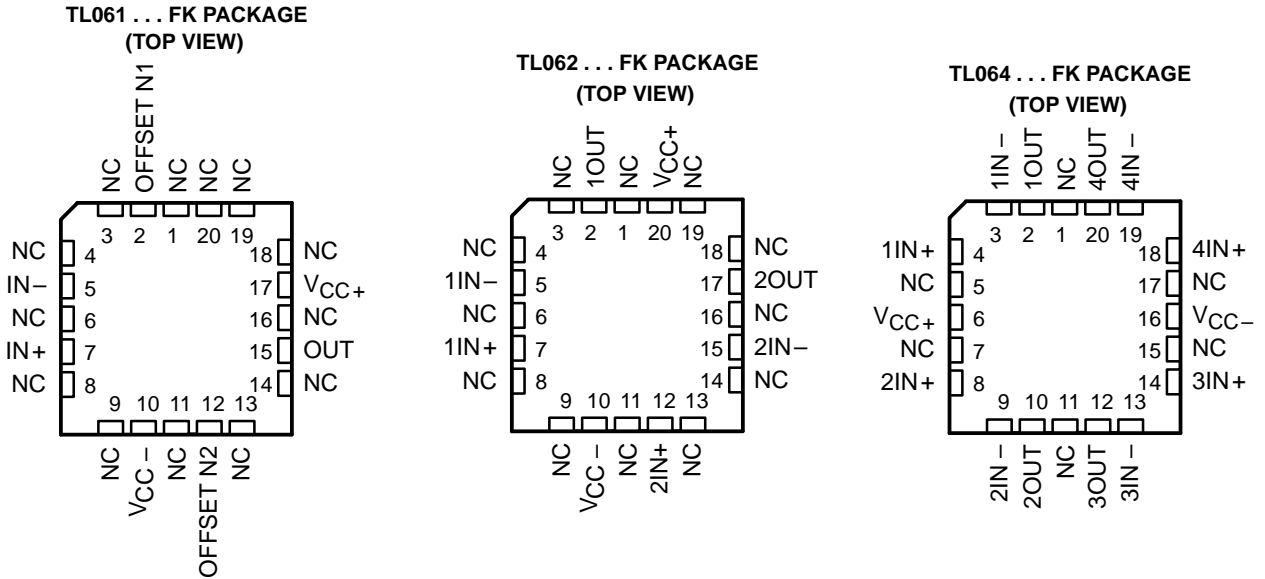 TL061 . . . FK PACKAGE
(TOP VIEW)
NC
OFFSET N1
NC
NC
NC
3 2 1 20 19
NC 4
IN− 5
NC 6
IN+ 7
NC 8
18 NC
17 VCC+
16 NC
15 OUT
14 NC
9 10 11 12 13
NC
VCC −
NC
OFFSET N2
NC
TL062 . . . FK PACKAGE
(TOP VIEW)
NC
1OUT
NC
VCC+
NC
3 2 1 20 19
NC 4
1IN− 5
NC 6
1IN+ 7
NC 8
18 NC
17 2OUT
16 NC
15 2IN−
14 NC
9 10 11 12 13
NC
VCC −
NC
2IN+
NC
TL064 . . . FK PACKAGE
(TOP VIEW)
1IN −
1OUT
NC
4OUT
4IN −
3 2 1 20 19
1IN+ 4
NC 5
VCC+ 6
NC 7
2IN+ 8
18 4IN+
17 NC
16 VCC−
15 NC
14 3IN+
9 10 11 12 13
2IN −
2OUT
NC
3OUT
3IN −